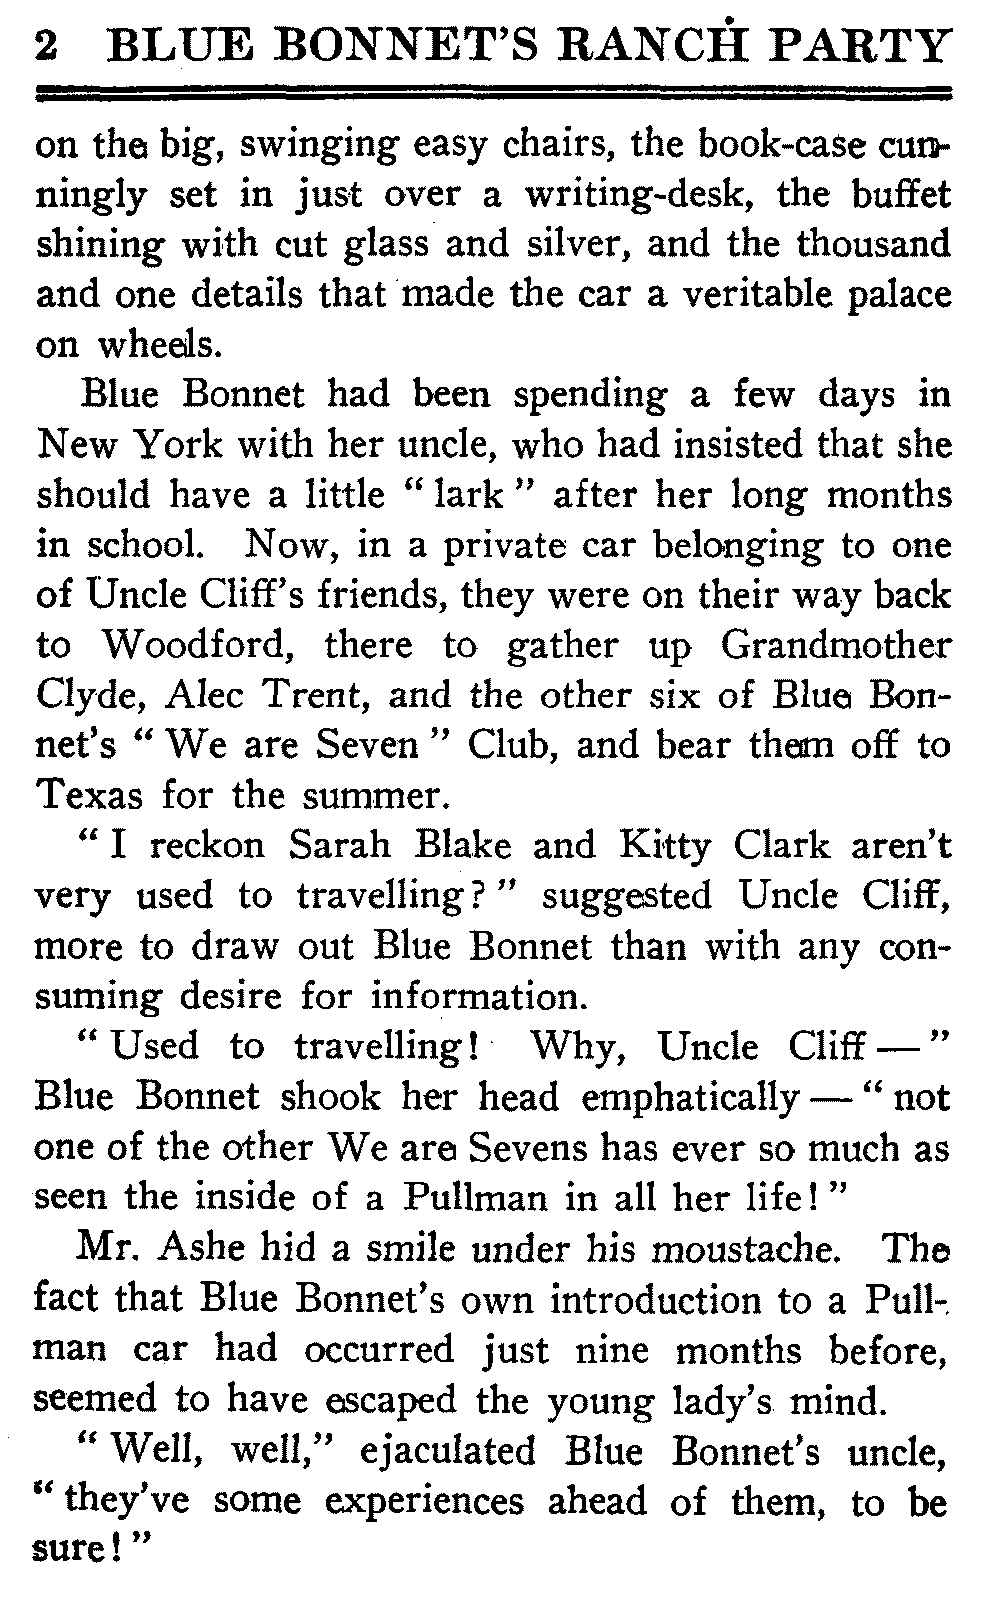 2 BLUE BONNET'S RANCH PARTY
on the big, swinging easy chairs, the book-case cun-
ningly set in just over a writing-desk, the buffet
shining with cut glass and silver, and the thousand
and one details that made the car a veritable palace
on wheels.
Blue Bonnet had been spending a few days in
New York with her uncle, who had insisted that she
should have a little " lark " after her long months
in school. Now, in a private car belonging to one
of Uncle Cliff's friends, they were on their way back
to Woodford, there to gather up Grandmother
Clyde, Alec Trent, and the other six of Blue Bon-
net's " We are Seven " Club, and bear them off to
Texas for the summer.
" I reckon Sarah Blake and Kitty Clark aren't
very used to travelling? " suggested Uncle Cliff,
more to draw out Blue Bonnet than with any con-
suming desire for information.
" Used to travelling! Why, Uncle Cliff — "
Blue Bonnet shook her head emphatically — " not
one of the other We are Sevens has ever so much as
seen the inside of a Pullman in all her life! "
Mr. Ashe hid a smile under his moustache. The
fact that Blue Bonnet's own introduction to a Pull-
man car had occurred just nine months before,
seemed to have escaped the young lady's mind.
" Well, well," ejaculated Blue Bonnet's uncle,
" they've some experiences ahead of them, to be
sure! "